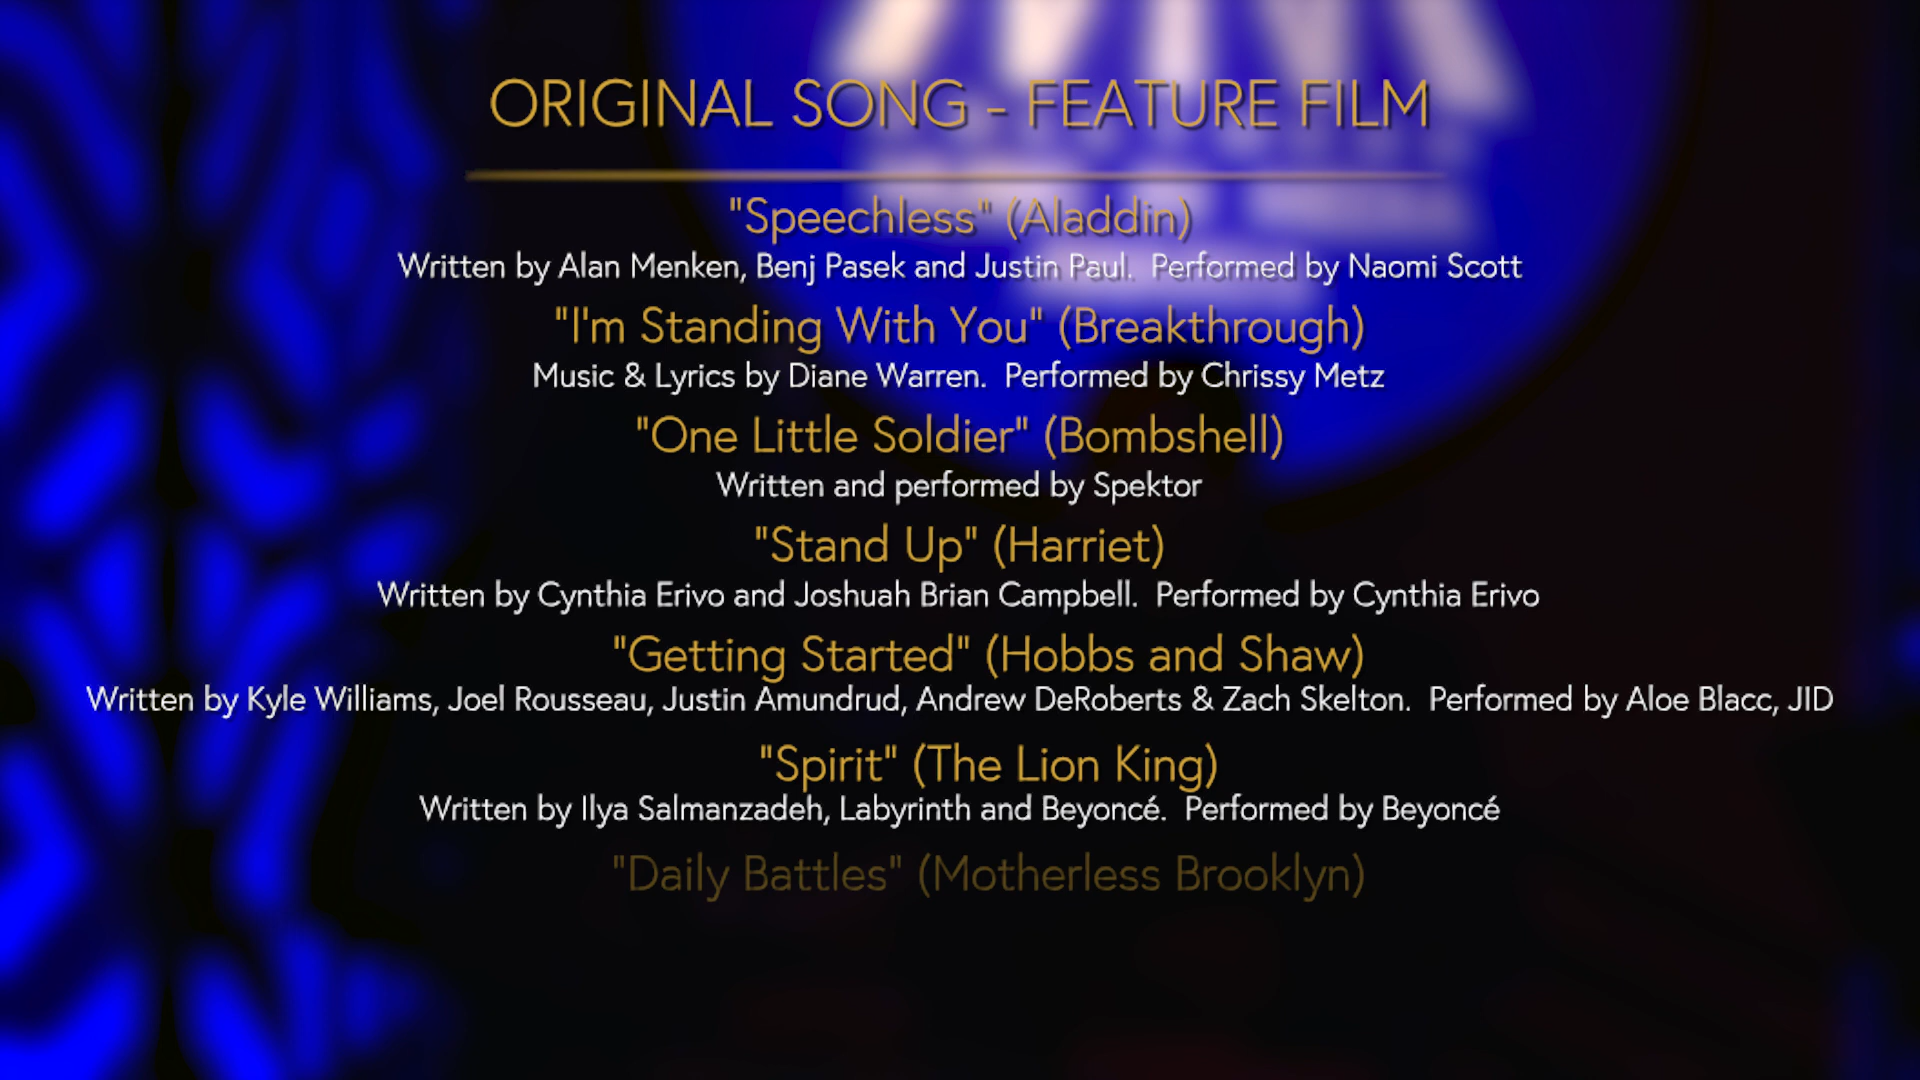 ORIGINAL SONG - FEATURE FILM
"Speechless" (Aladdin)
Written by Alan Menken, Benj Pasek and Justin Paul.  Performed by Naomi Scott
"I'm Standing With You" (Breakthrough)
Music & Lyrics by Diane Warren.  Performed by Chrissy Metz
"One Little Soldier" (Bombshell)
Written and performed by Spektor
"Stand Up" (Harriet)
Written by Cynthia Erivo and Joshuah Brian Campbell.  Performed by Cynthia Erivo
"Getting Started" (Hobbs and Shaw)
Written by Kyle Williams, Joel Rousseau, Justin Amundrud, Andrew DeRoberts & Zach Skelton.  Performed by Aloe Blacc, JID
"Spirit" (The Lion King)
Written by Ilya Salmanzadeh, Labyrinth and Beyoncé.  Performed by Beyoncé
"Daily Battles" (Motherless Brooklyn)